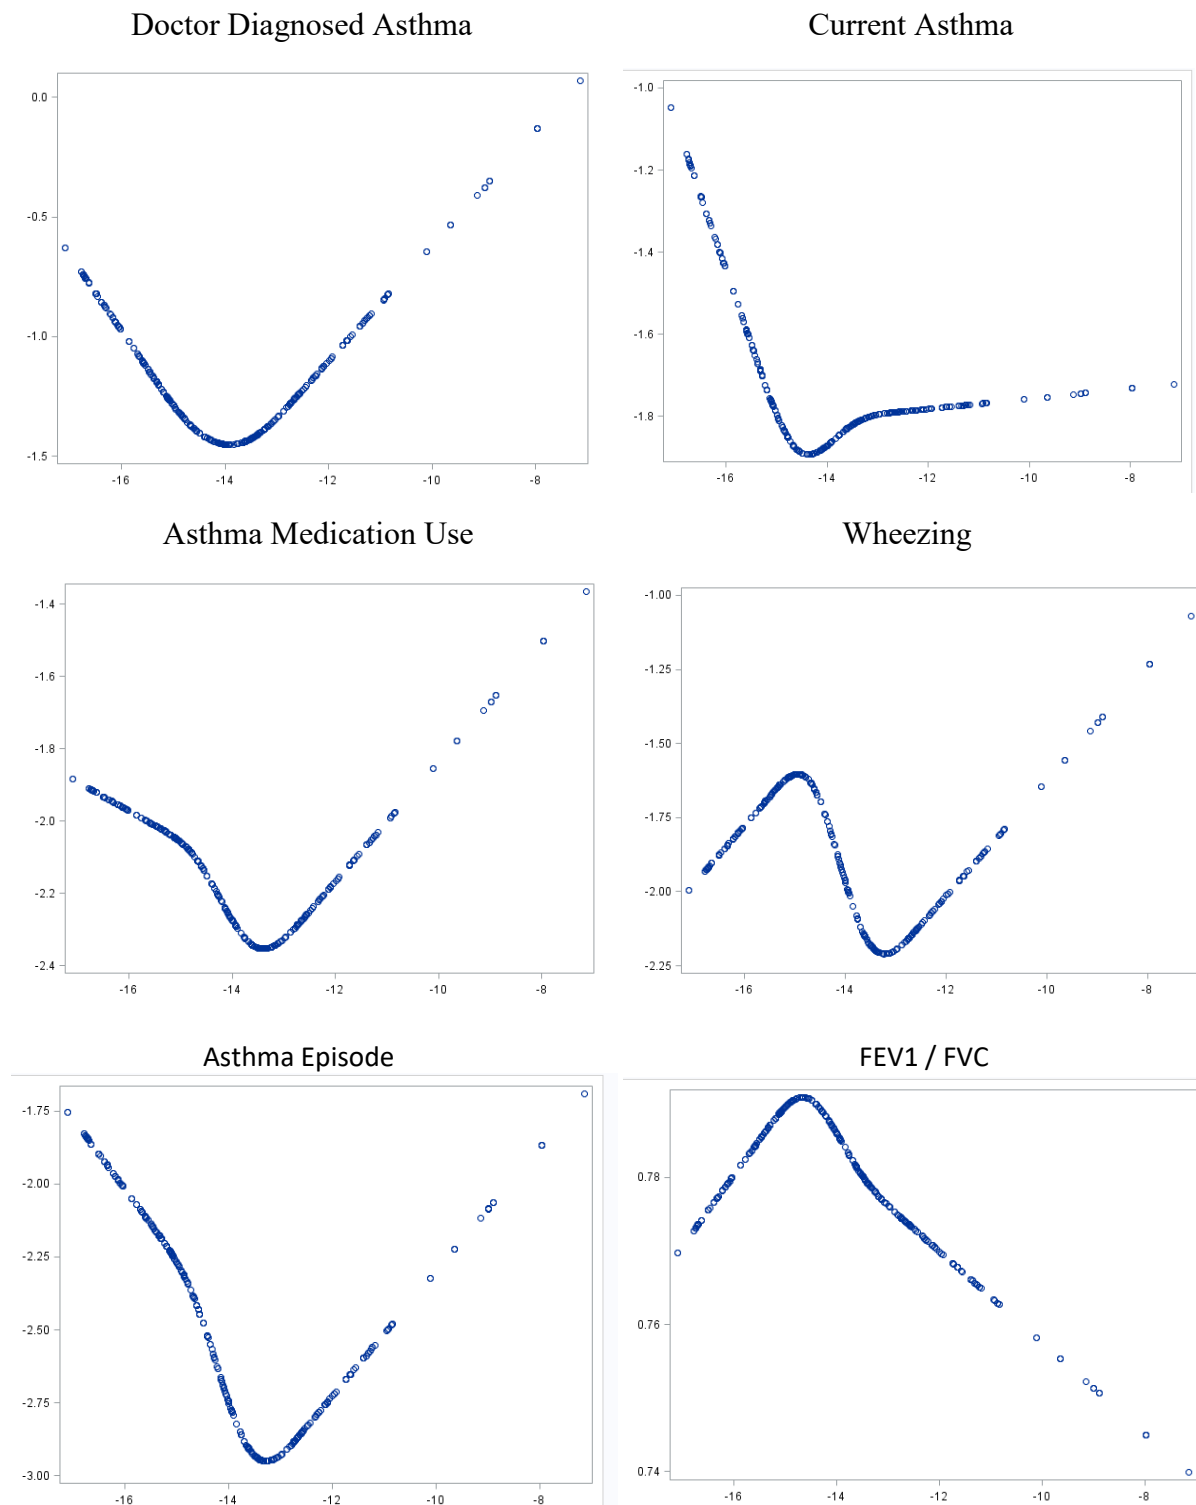 Doctor Diagnosed Asthma
Current Asthma
0.0
-0.5
-1.0
-1.5
-16 -14 -12 -10 -8
-1.0
-1.2
-1.4
-1.6
-1.8
-16 -14 -12 -10 -8
Asthma Medication Use
Wheezing
-1.4
-1.6
-1.8
-2.0
-2.2
-2.4
-16 -14 -12 -10 -8
-1.00
-1.25
-1.50
-1.75
-2.00
-2.25
-16 -14 -12 -10 -8
Asthma Episode
FEV1 / FVC
-1.75
-2.00
-2.25
-2.50
-2.75
-3.00
-16 -14 -12 -10 -8
0.78
0.76
0.74
-16 -14 -12 -10 -8